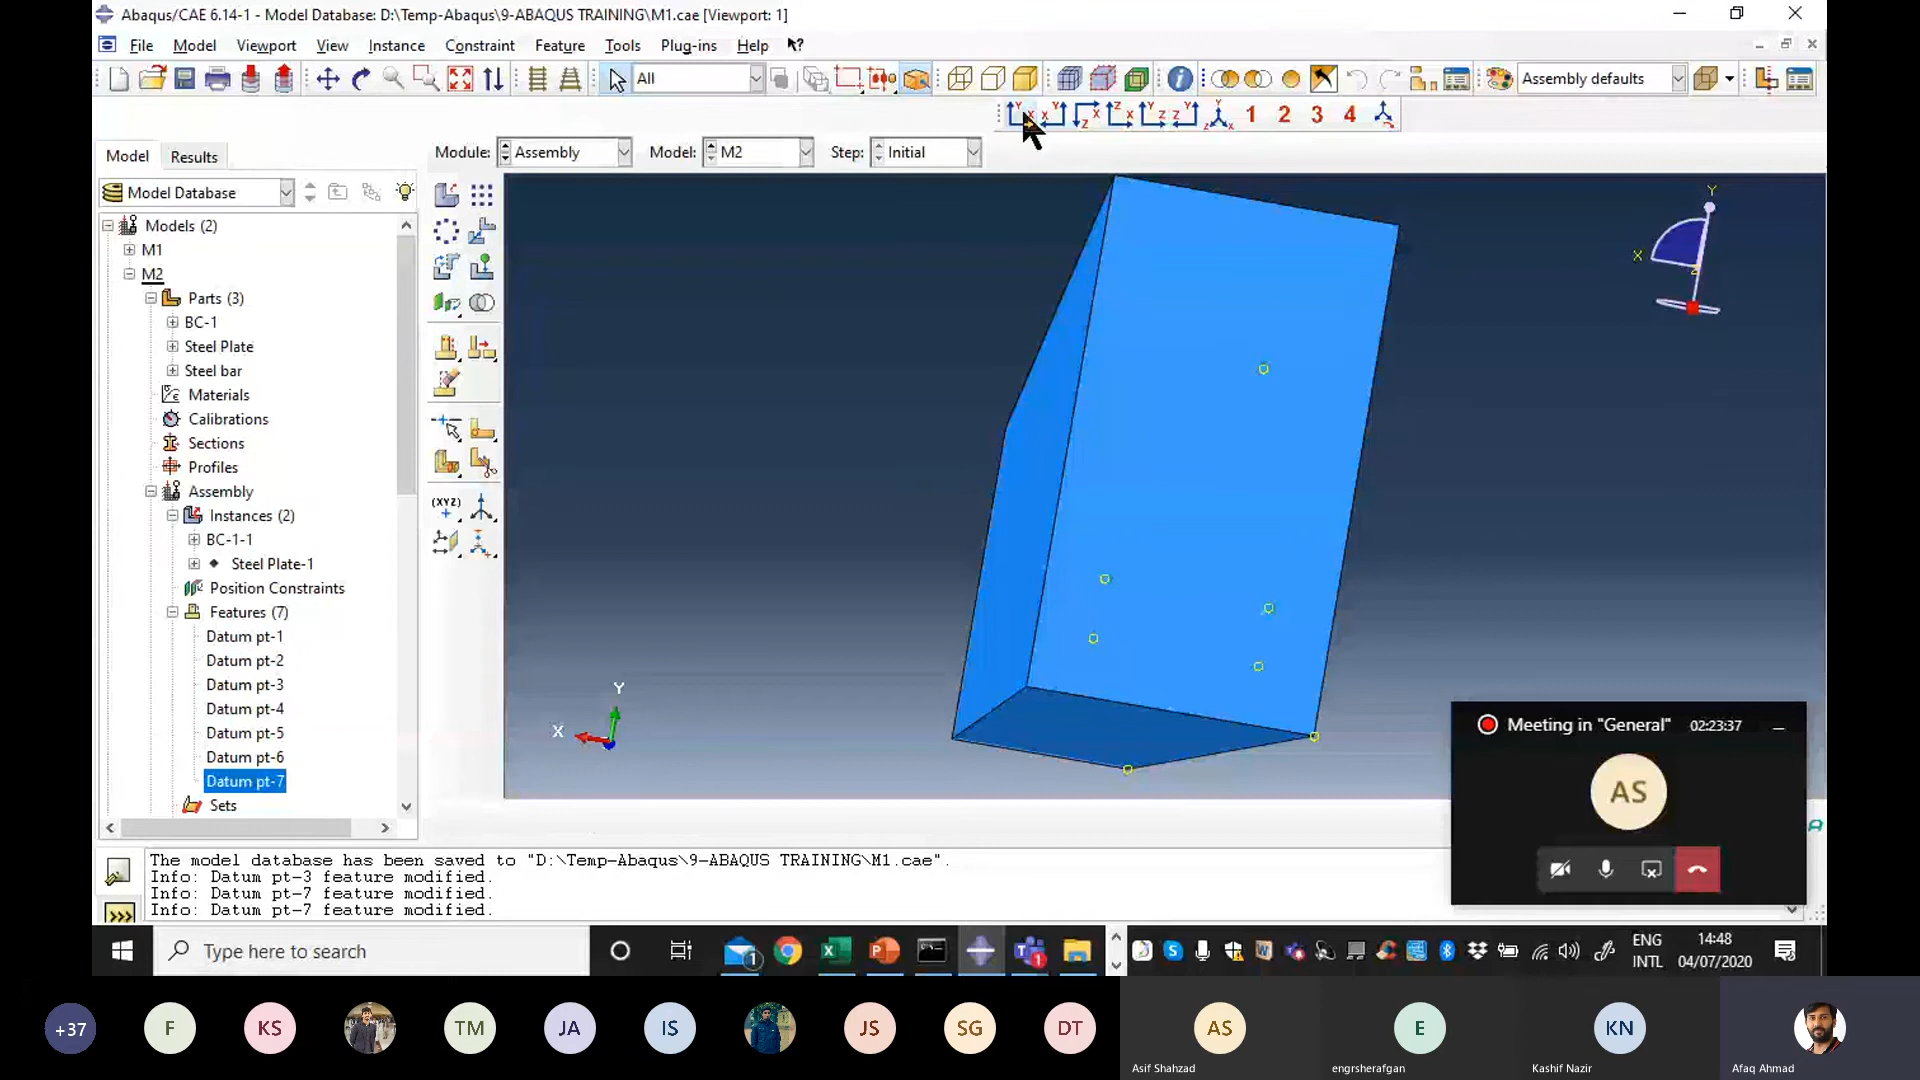 Abaqus/CAE 6.14-1 - Model Database: D:\Temp-Abaqus\9-ABAQUS TRAINING\M1.cae [Viewport: 1]
File Model Viewport View Instance Constraint Feature Tools Plug-ins Help
All
Assembly defaults
1 2 3 4
Model Results
Module: Assembly Model: M2 Step: Initial
Model Database
Models (2)
M1
M2
Parts (3)
BC-1
Steel Plate
Steel bar
Materials
Calibrations
Sections
Profiles
Assembly
Instances (2)
BC-1-1
Steel Plate-1
Position Constraints
Features (7)
Datum pt-1
Datum pt-2
Datum pt-3
Datum pt-4
Datum pt-5
Datum pt-6
Datum pt-7
Sets
(XYZ)
Y
X
Y
X
Z
Meeting in "General" 02:23:37
AS
The model database has been saved to "D:\Temp-Abaqus\9-ABAQUS TRAINING\M1.cae".
Info: Datum pt-3 feature modified.
Info: Datum pt-7 feature modified.
Info: Datum pt-7 feature modified.
>>>
Type here to search
ENG
INTL
14:48
04/07/2020
+37 F KS TM JA IS JS SG DT AS E KN
Asif Shahzad engrsherafgan Kashif Nazir Afaq Ahmad